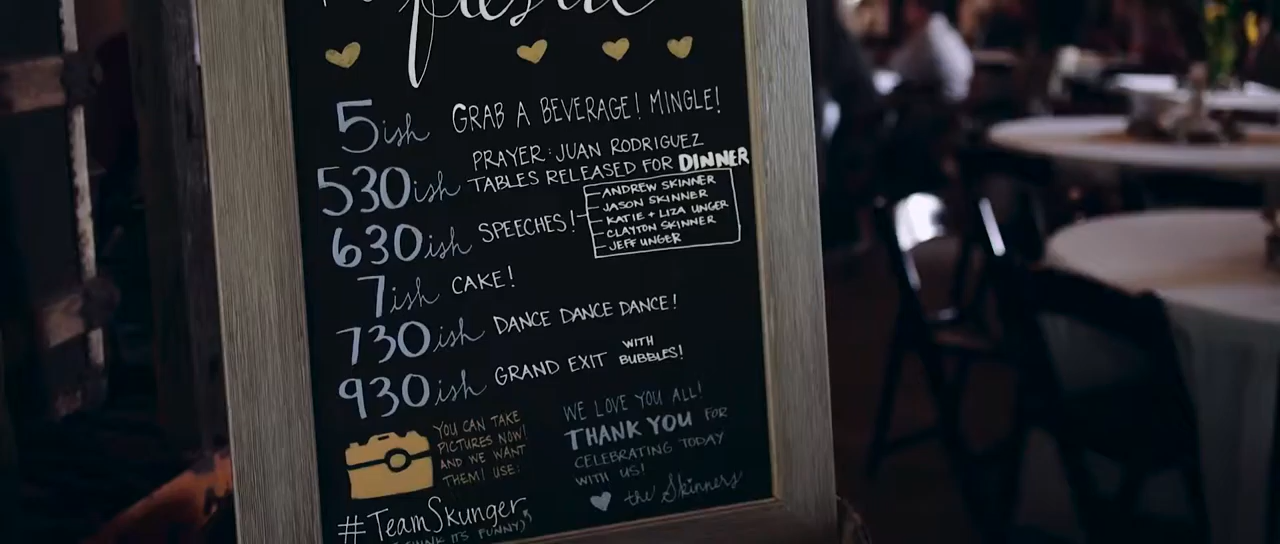 5ish GRAB A BEVERAGE! MINGLE!
530ish PRAYER: JUAN RODRIGUEZ
TABLES RELEASED FOR DINNER
630ish SPEECHES!
ANDREW SKINNER
JASON SKINNER
KATIE + LIZA UNGER
CLAYTON SKINNER
JEFF UNGER
7ish CAKE!
730ish DANCE DANCE DANCE!
930ish GRAND EXIT WITH
BUBBLES!
YOU CAN TAKE
PICTURES NOW!
AND WE WANT
THEM! USE:
#TeamSkunger
IT'S FUNNY)
WE LOVE YOU ALL!
THANK YOU FOR
CELEBRATING TODAY
WITH US!
the Skinners